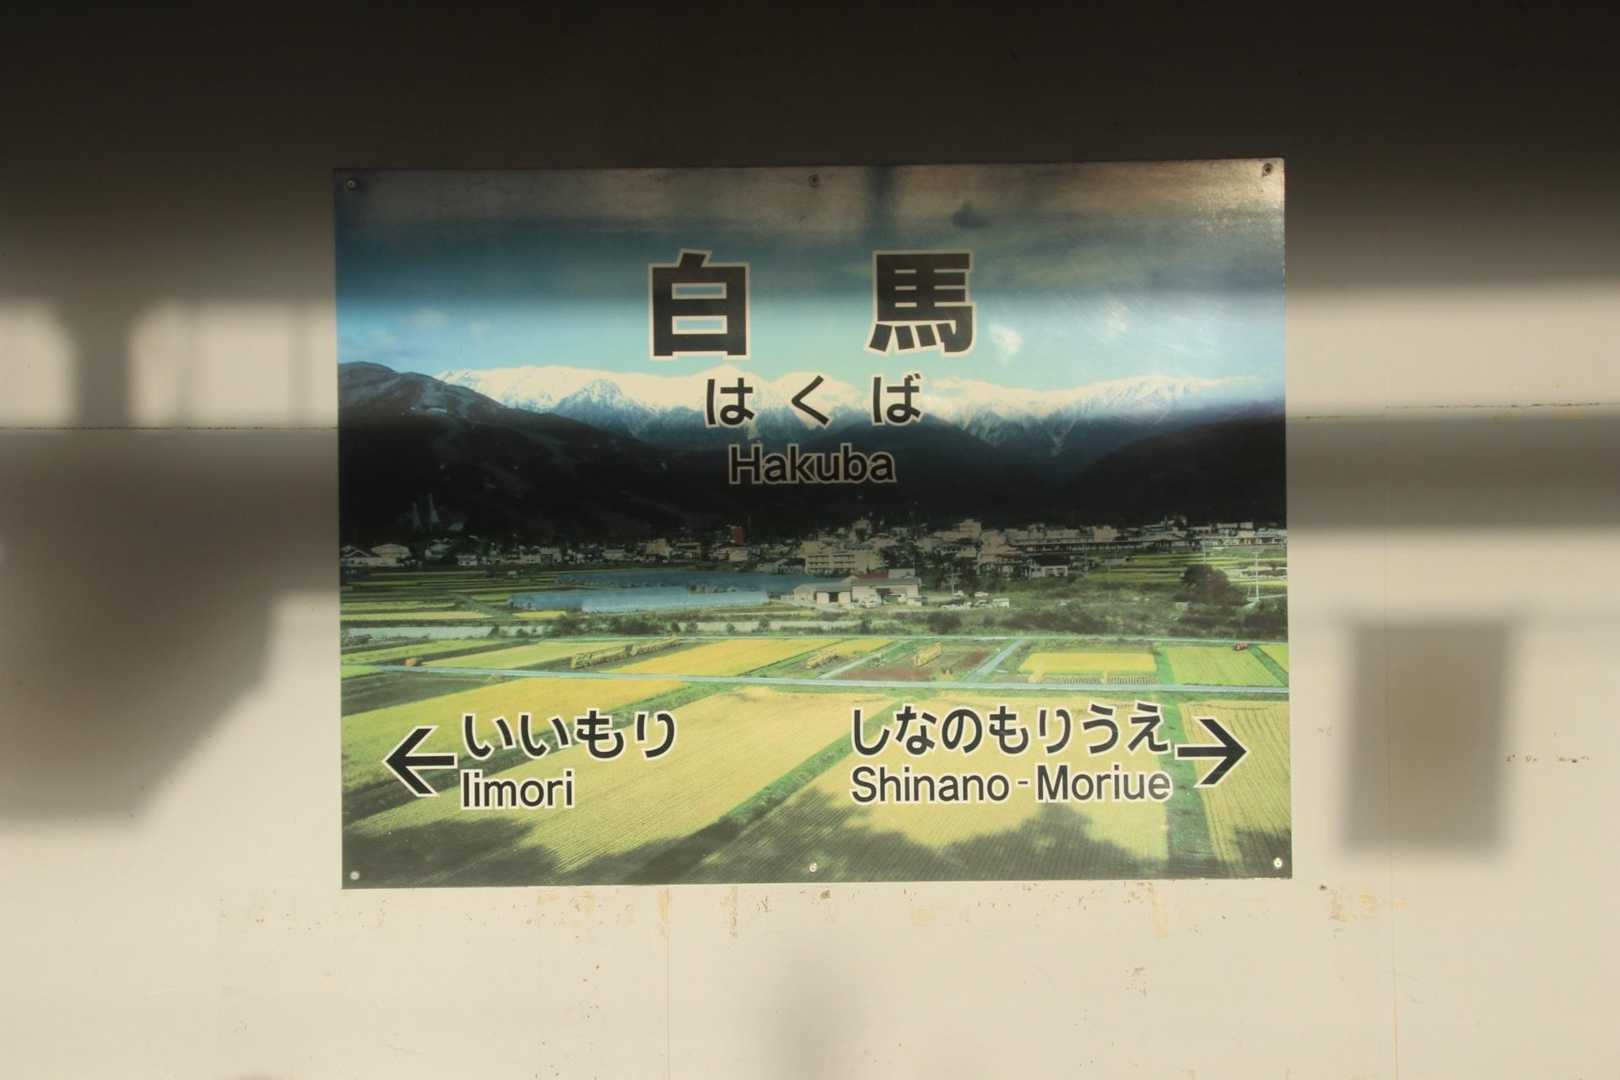 白馬
はくば
Hakuba
← いいもり
Iimori
しなのもりうえ →
Shinano-Moriue